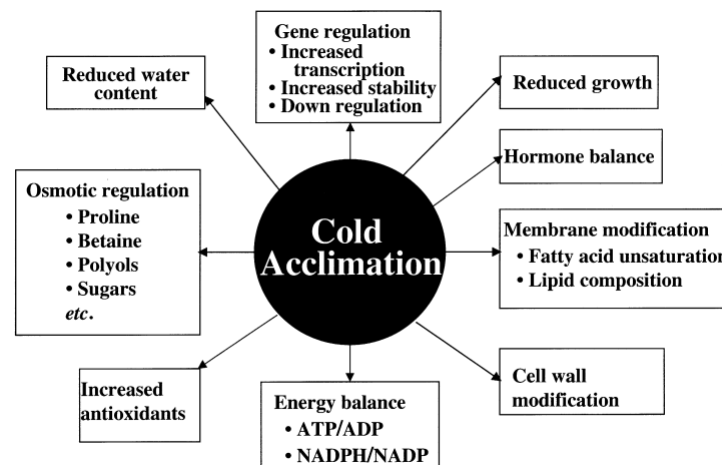 Gene regulation
• Increased
transcription
• Increased stability
• Down regulation
Reduced water
content
Reduced growth
Hormone balance
Osmotic regulation
• Proline
• Betaine
• Polyols
• Sugars
etc.
Cold
Acclimation
Membrane modification
• Fatty acid unsaturation
• Lipid composition
Increased
antioxidants
Energy balance
• ATP/ADP
• NADPH/NADP
Cell wall
modification